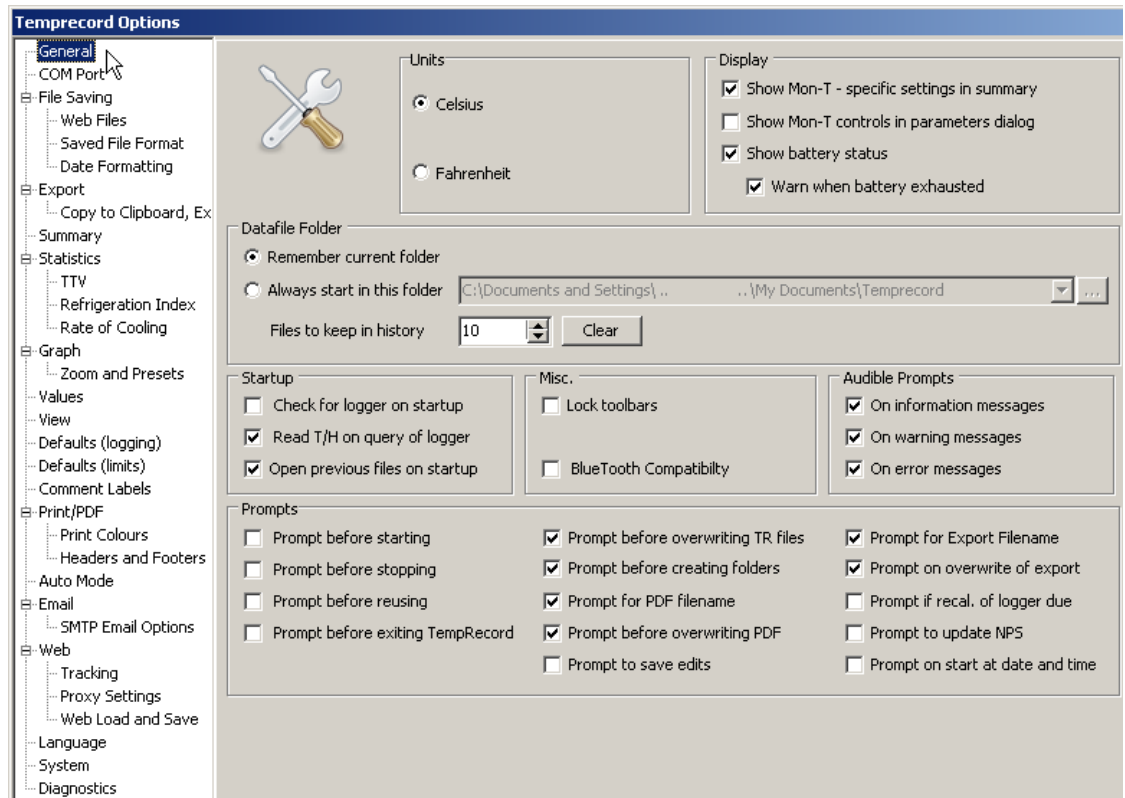 Temprecord Options
General
COM Port
File Saving
Web Files
Saved File Format
Date Formatting
Export
Copy to Clipboard, Ex
Summary
Statistics
TTV
Refrigeration Index
Rate of Cooling
Graph
Zoom and Presets
Values
View
Defaults (logging)
Defaults (limits)
Comment Labels
Print/PDF
Print Colours
Headers and Footers
Auto Mode
Email
SMTP Email Options
Web
Tracking
Proxy Settings
Web Load and Save
Language
System
Diagnostics
Units
Celsius
Fahrenheit
Display
Show Mon-T - specific settings in summary
Show Mon-T controls in parameters dialog
Show battery status
Warn when battery exhausted
Datafile Folder
Remember current folder
Always start in this folder C:\Documents and Settings\ .. ..\My Documents\Temprecord ...
Files to keep in history 10 Clear
Startup
Check for logger on startup
Read T/H on query of logger
Open previous files on startup
Misc.
Lock toolbars
BlueTooth Compatibilty
Audible Prompts
On information messages
On warning messages
On error messages
Prompts
Prompt before starting
Prompt before stopping
Prompt before reusing
Prompt before exiting TempRecord
Prompt before overwriting TR files
Prompt before creating folders
Prompt for PDF filename
Prompt before overwriting PDF
Prompt to save edits
Prompt for Export Filename
Prompt on overwrite of export
Prompt if recal. of logger due
Prompt to update NPS
Prompt on start at date and time